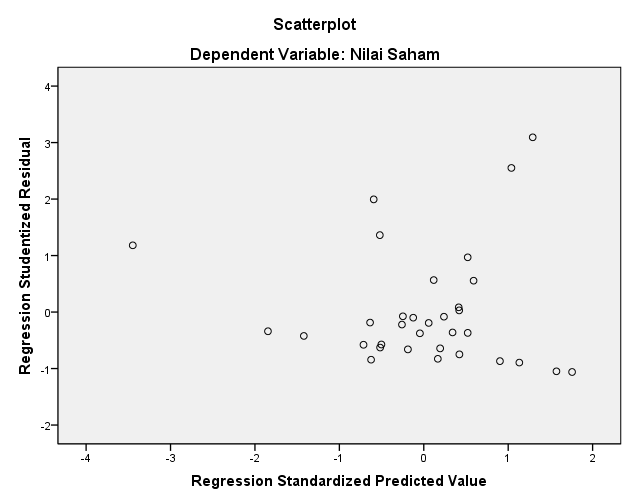 Scatterplot
Dependent Variable: Nilai Saham
Regression Studentized Residual
4
3
2
1
0
-1
-2
-4 -3 -2 -1 0 1 2
Regression Standardized Predicted Value